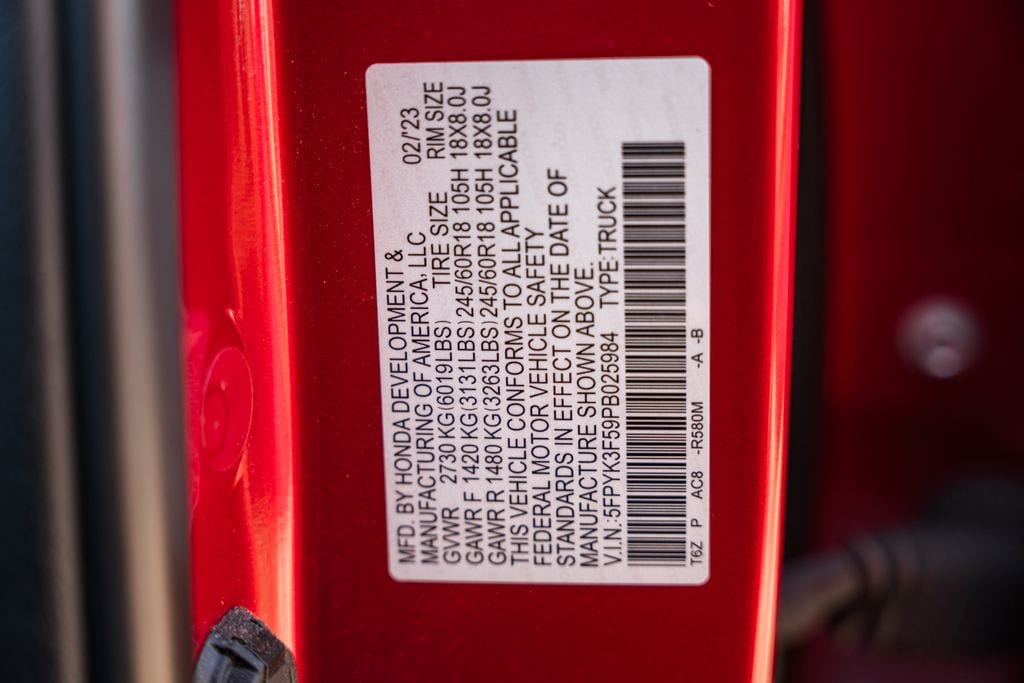 MFD. BY HONDA DEVELOPMENT & 02/'23
MANUFACTURING OF AMERICA, LLC
GVWR 2730 KG(6019LBS) TIRE SIZE RIM SIZE
GAWR F 1420 KG(3131LBS) 245/60R18 105H 18X8.0J
GAWR R 1480 KG(3263LBS) 245/60R18 105H 18X8.0J
THIS VEHICLE CONFORMS TO ALL APPLICABLE
FEDERAL MOTOR VEHICLE SAFETY
STANDARDS IN EFFECT ON THE DATE OF
MANUFACTURE SHOWN ABOVE.
V.I.N.:5FPYK3F59PB025984 TYPE:TRUCK
T6Z P AC8 -R580M -A -B